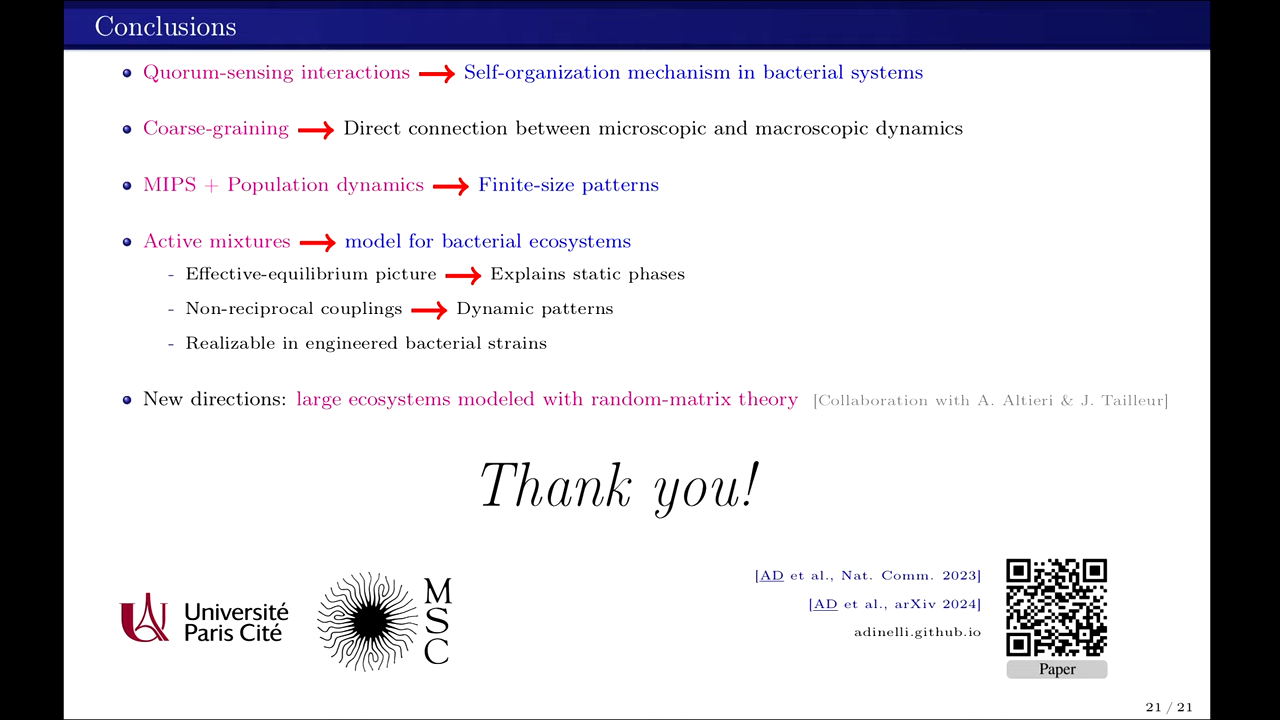 Conclusions
Quorum-sensing interactions → Self-organization mechanism in bacterial systems
Coarse-graining → Direct connection between microscopic and macroscopic dynamics
MIPS + Population dynamics → Finite-size patterns
Active mixtures → model for bacterial ecosystems
- Effective-equilibrium picture → Explains static phases
- Non-reciprocal couplings → Dynamic patterns
- Realizable in engineered bacterial strains
New directions: large ecosystems modeled with random-matrix theory [Collaboration with A. Altieri & J. Tailleur]
Thank you!
Université
Paris Cité
M
S
C
[AD et al., Nat. Comm. 2023]
[AD et al., arXiv 2024]
adinelli.github.io
Paper
21 / 21